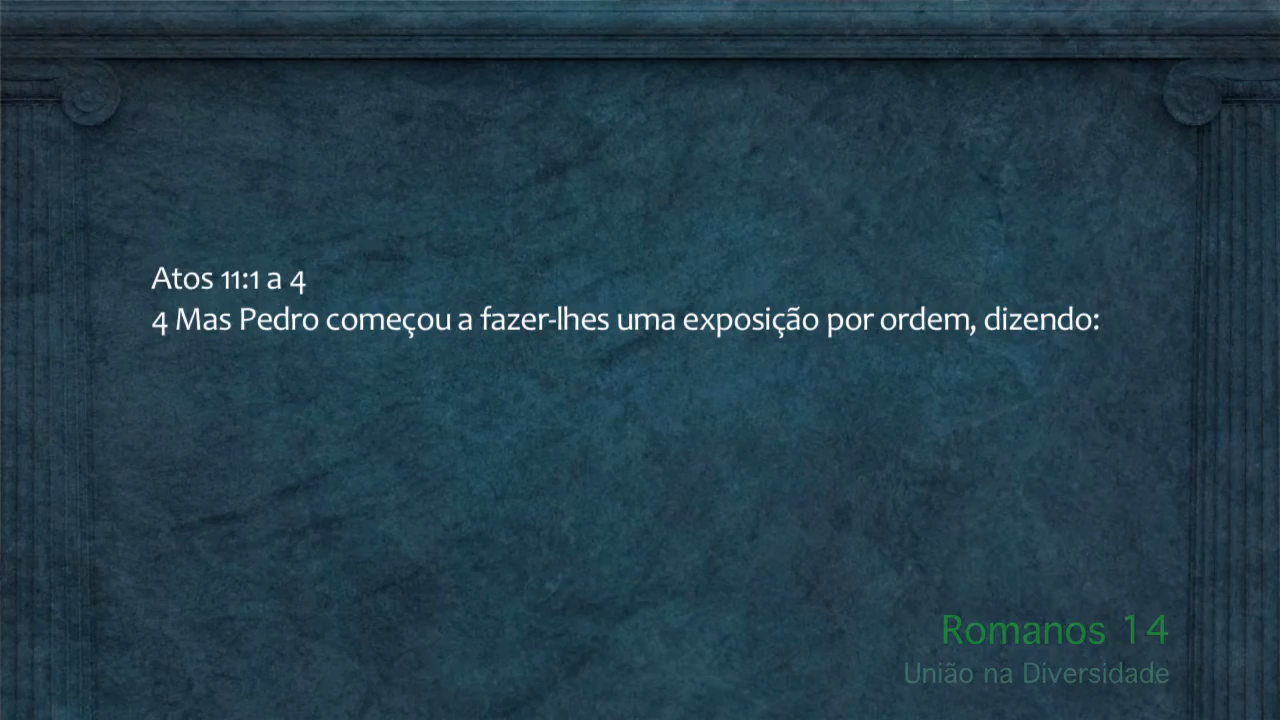 Atos 11:1 a 4
4 Mas Pedro começou a fazer-lhes uma exposição por ordem, dizendo:
Romanos 14
União na Diversidade